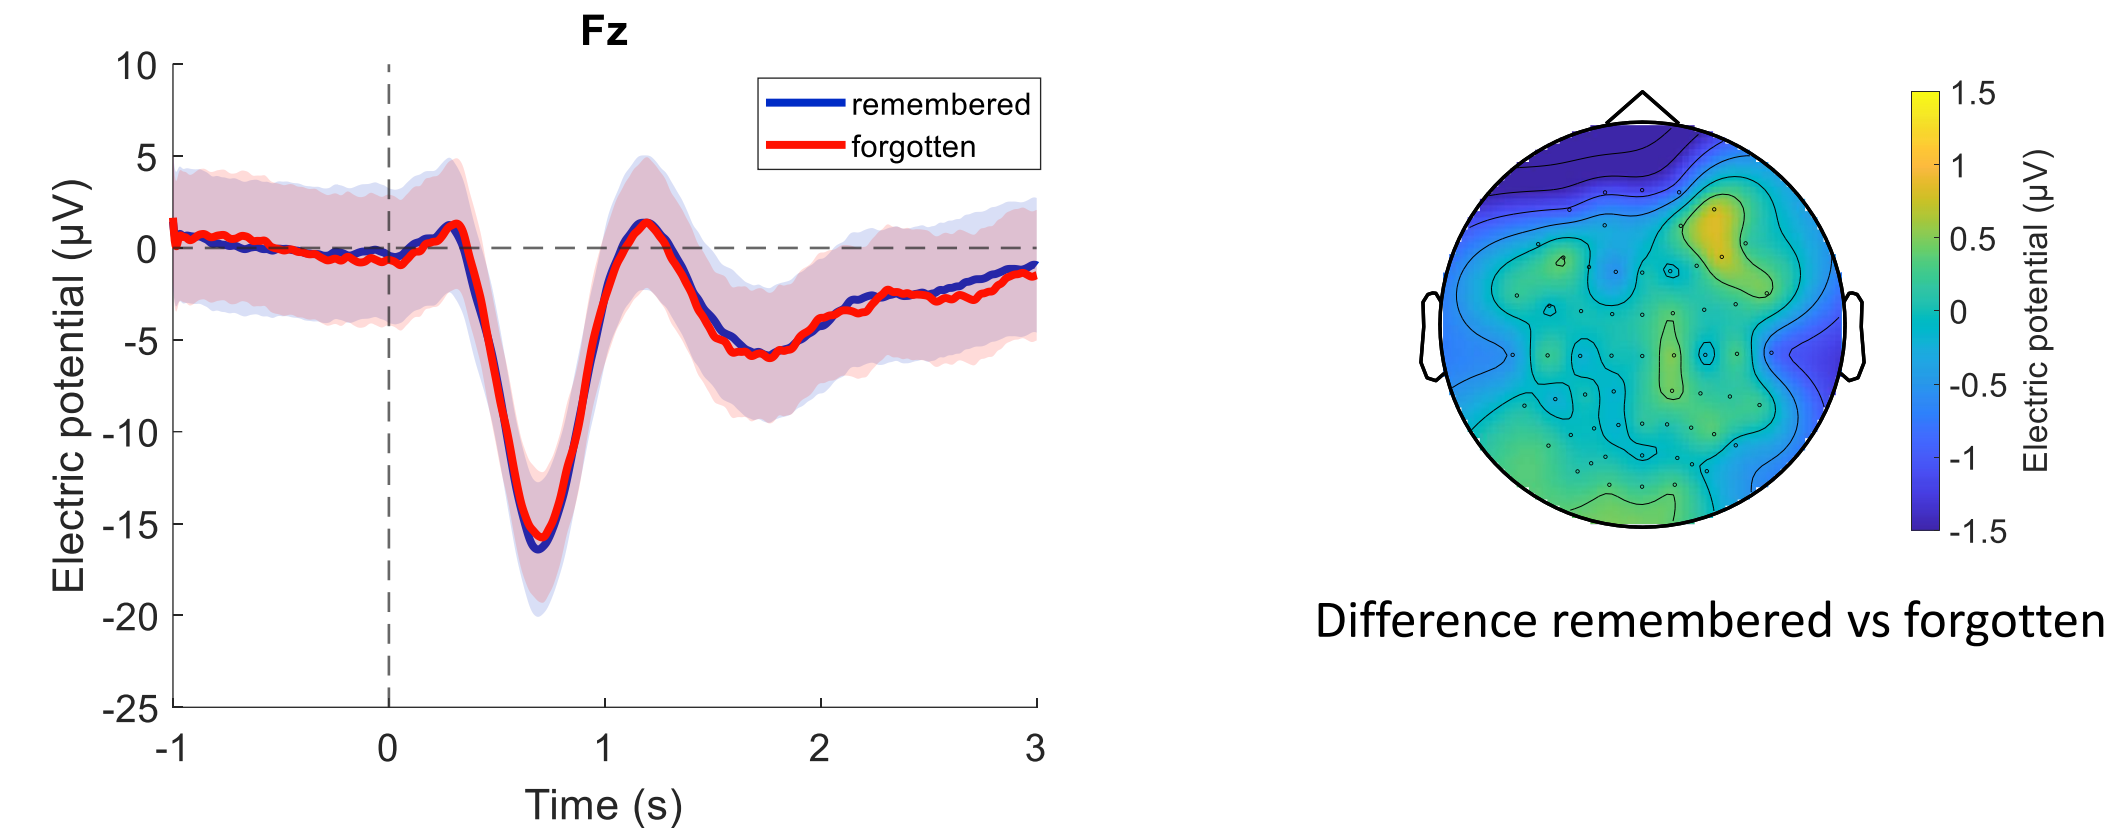 Fz
10
5
0
-5
-10
-15
-20
-25
Electric potential (μV)
remembered
forgotten
-1
0
1
2
3
Time (s)
1.5
1
0.5
0
-0.5
-1
-1.5
Electric potential (μV)
Difference remembered vs forgotten